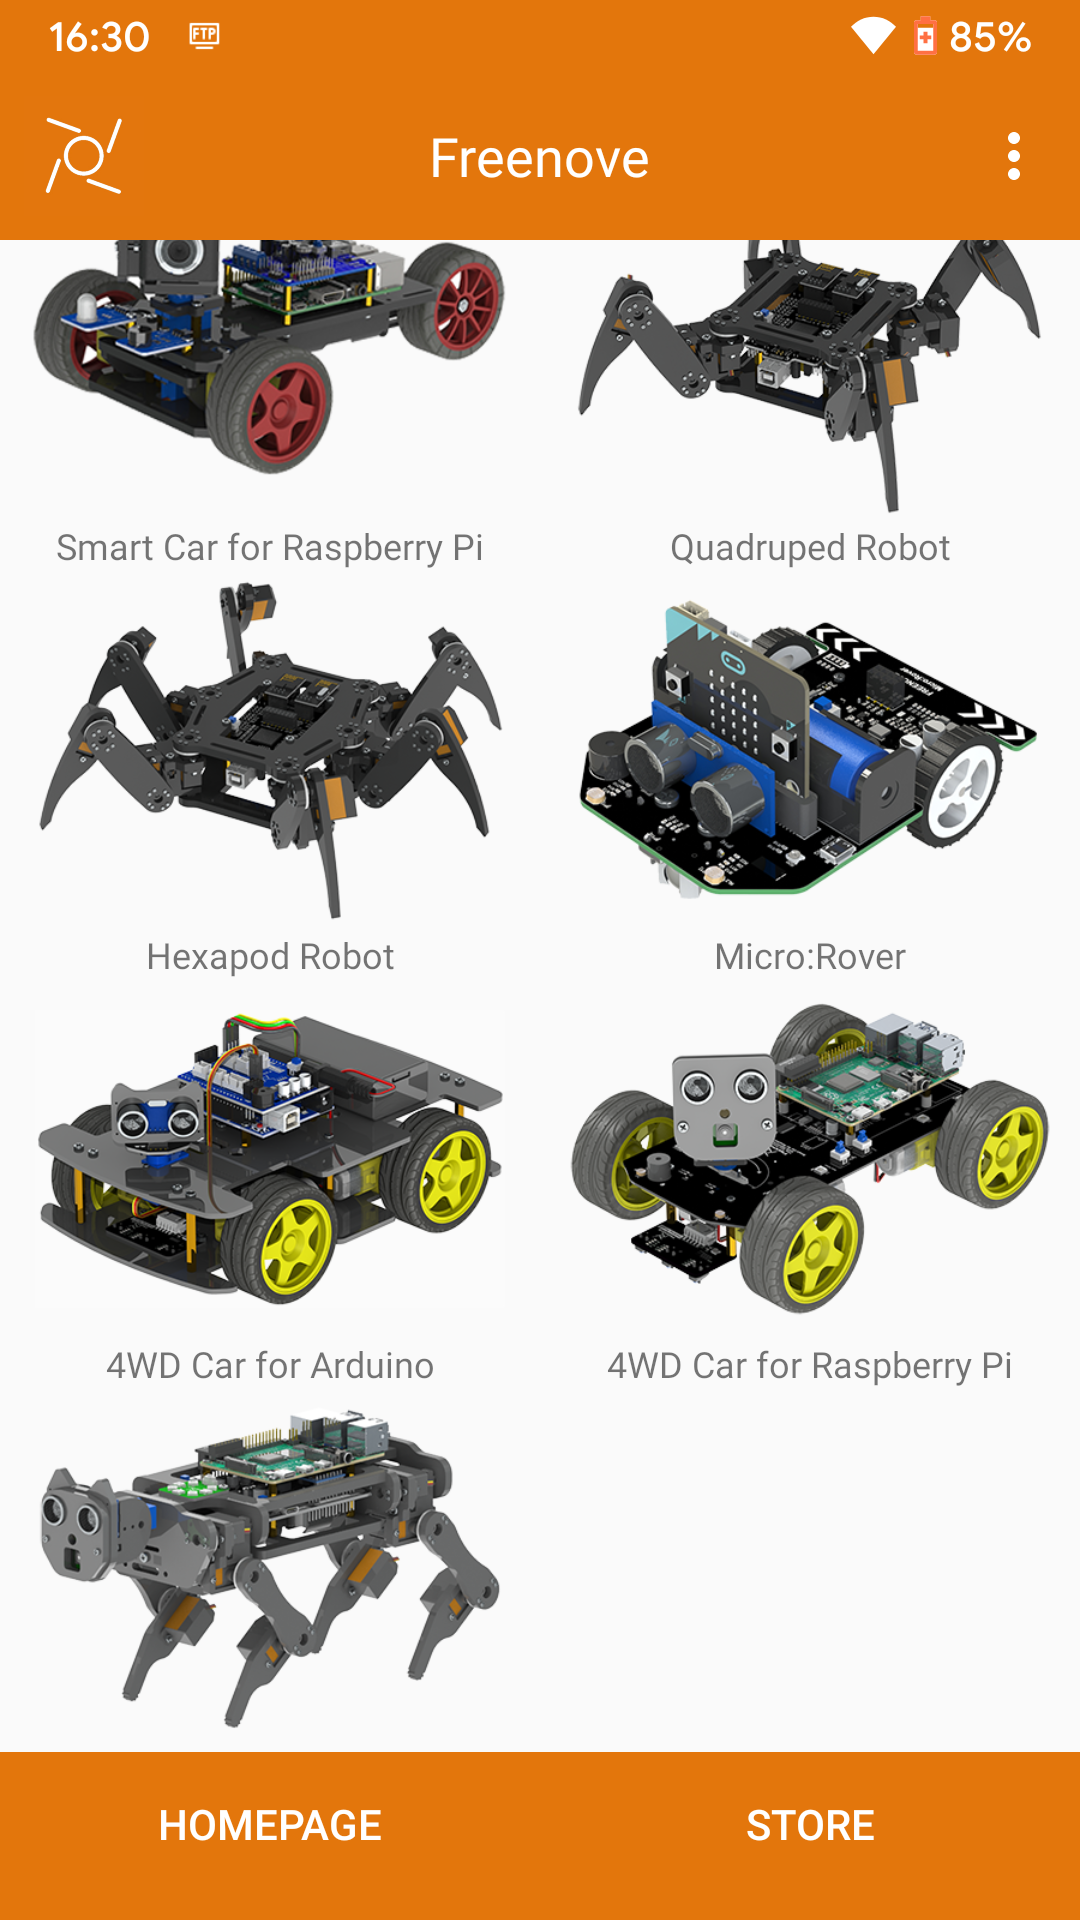 16:30
FTP
85%
Freenove
Smart Car for Raspberry Pi
Quadruped Robot
Hexapod Robot
Micro:Rover
4WD Car for Arduino
4WD Car for Raspberry Pi
HOMEPAGE
STORE